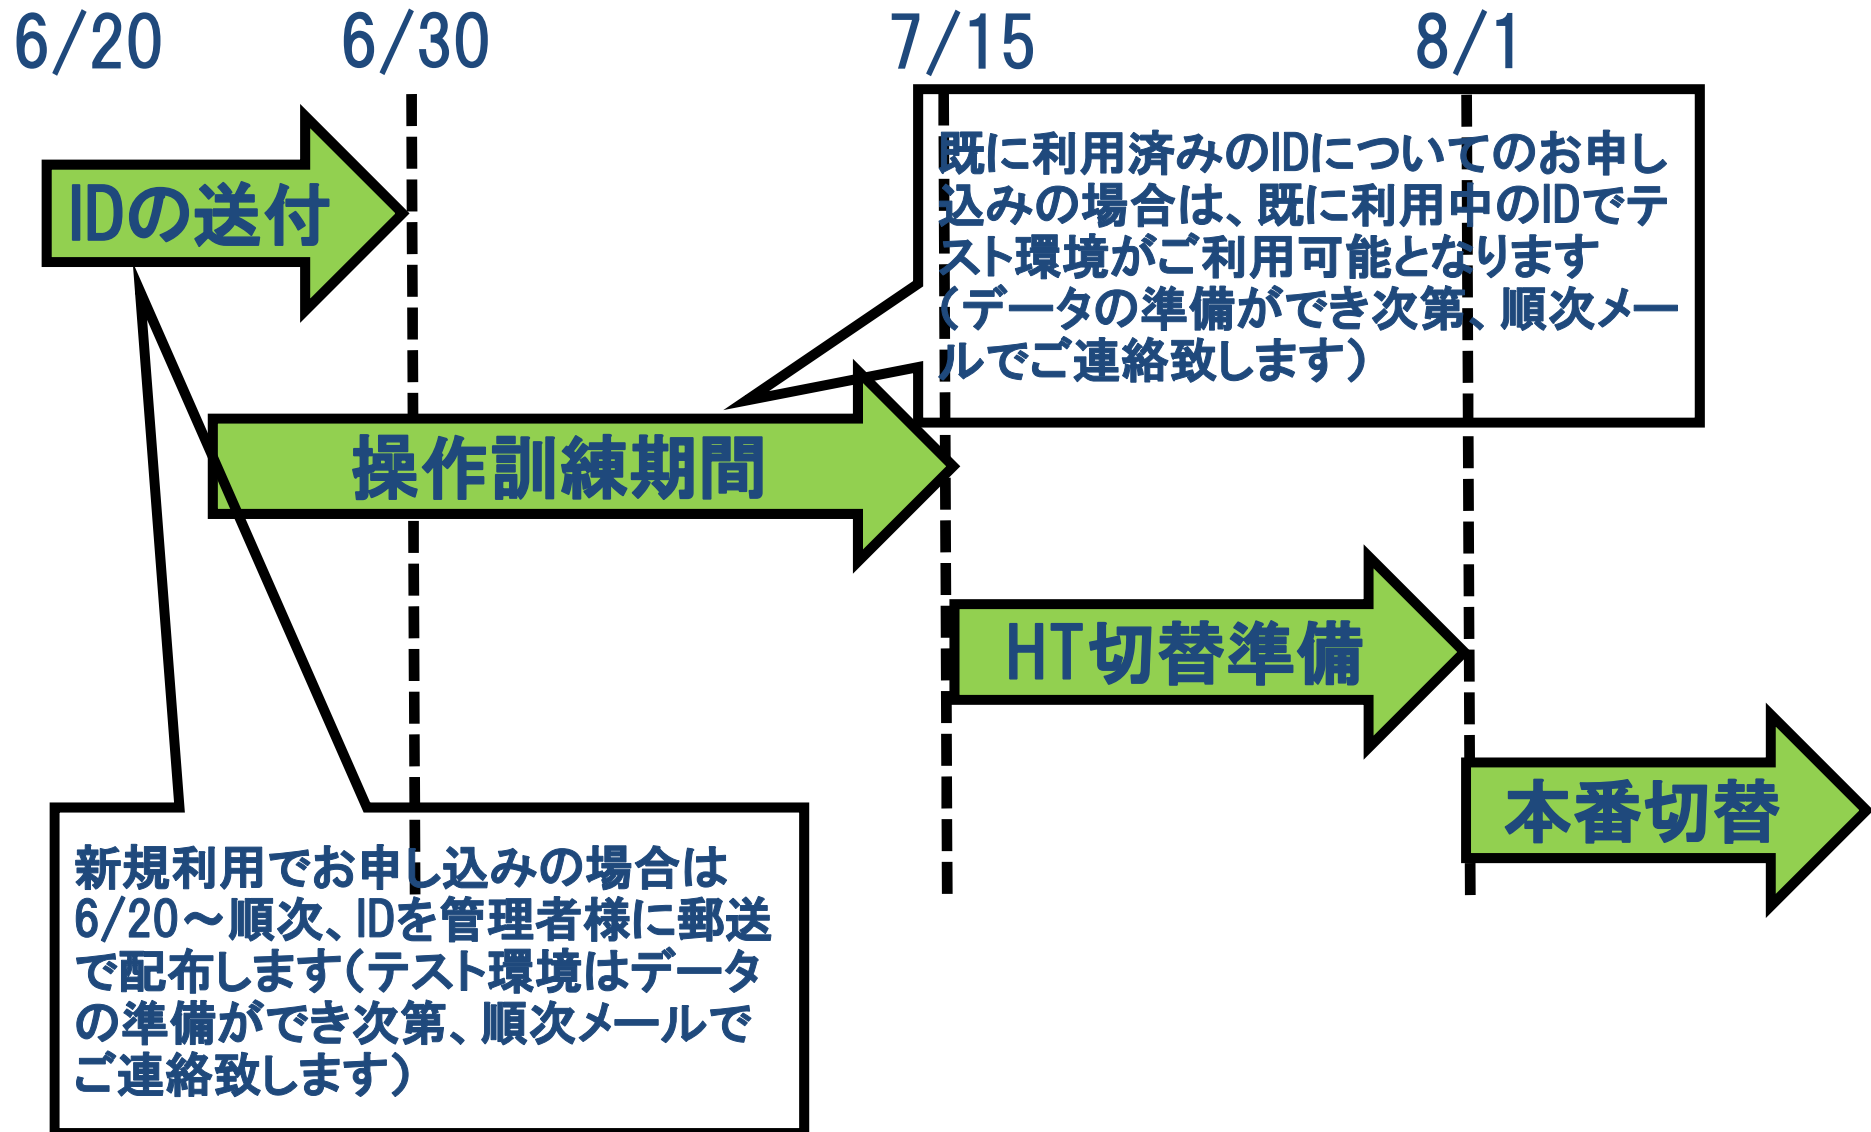 6/20
6/30
7/15
8/1
IDの送付
既に利用済みのIDについてのお申し
込みの場合は、既に利用中のIDでテ
スト環境がご利用可能となります
（データの準備ができ次第、順次メー
ルでご連絡致します）
操作訓練期間
HT切替準備
本番切替
新規利用でお申し込みの場合は
6/20～順次、IDを管理者様に郵送
で配布します（テスト環境はデータ
の準備ができ次第、順次メールで
ご連絡致します）